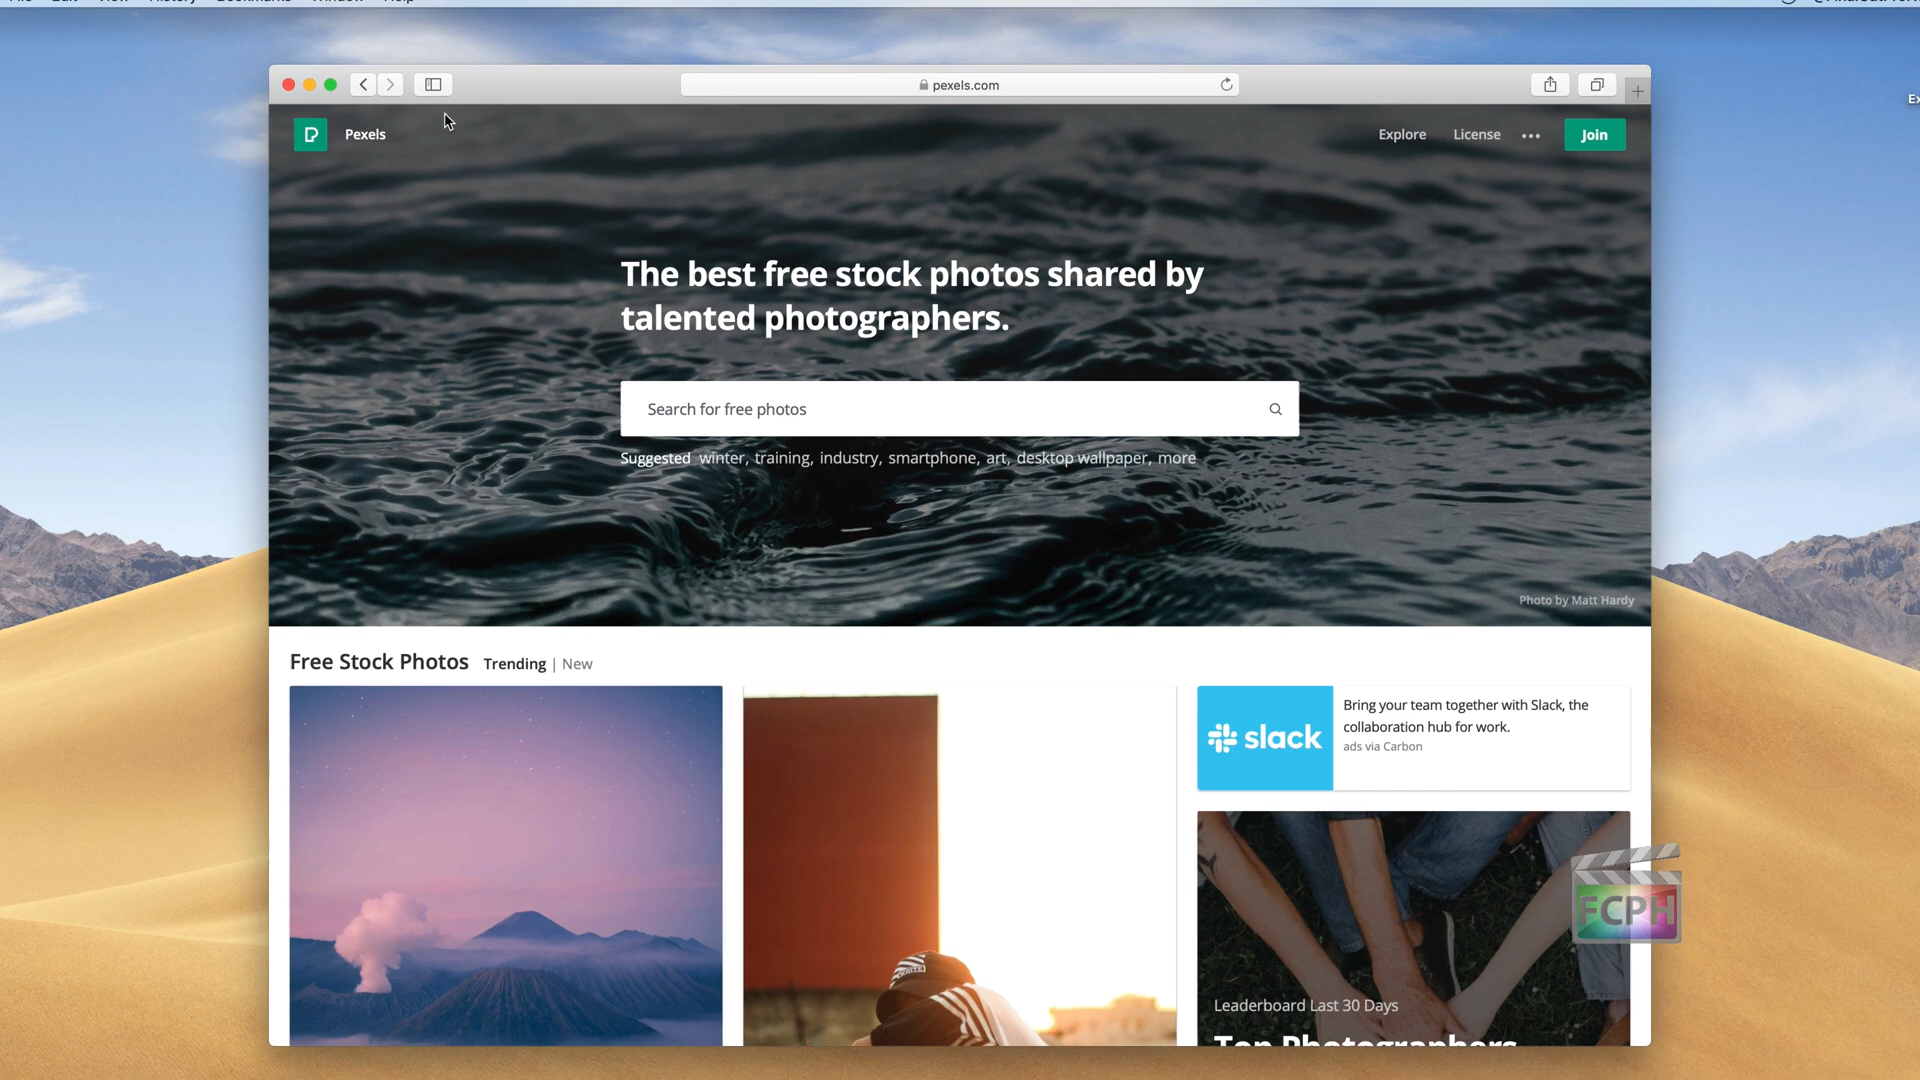 pexels.com
Pexels
Explore
License
Join
The best free stock photos shared by
talented photographers.
Search for free photos
Suggested winter, training, industry, smartphone, art, desktop wallpaper, more
Photo by Matt Hardy
Free Stock Photos Trending | New
slack
Bring your team together with Slack, the
collaboration hub for work.
ads via Carbon
FCPH
Leaderboard Last 30 Days
Top Photographers